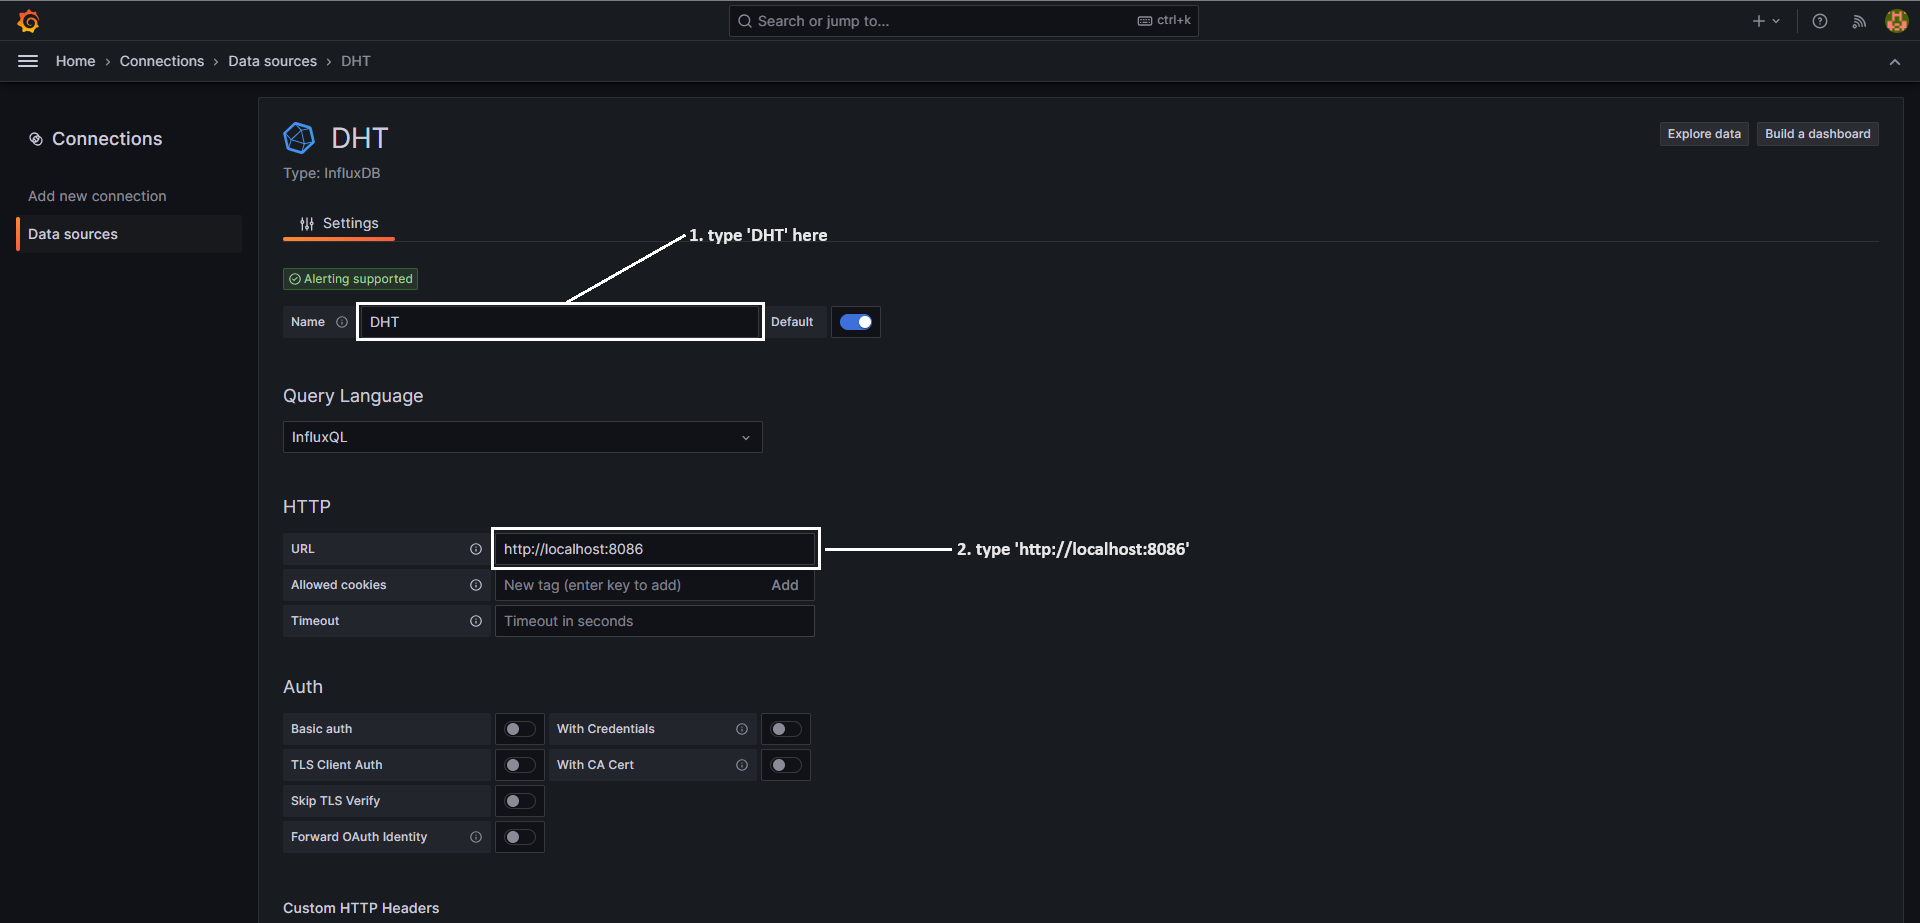 Search or jump to...
ctrl+k
Home › Connections › Data sources › DHT
Connections
Add new connection
Data sources
DHT
Type: InfluxDB
Explore data
Build a dashboard
Settings
1. type 'DHT' here
Alerting supported
Name DHT Default
Query Language
InfluxQL
HTTP
URL http://localhost:8086
2. type 'http://localhost:8086'
Allowed cookies New tag (enter key to add) Add
Timeout Timeout in seconds
Auth
Basic auth With Credentials
TLS Client Auth With CA Cert
Skip TLS Verify
Forward OAuth Identity
Custom HTTP Headers